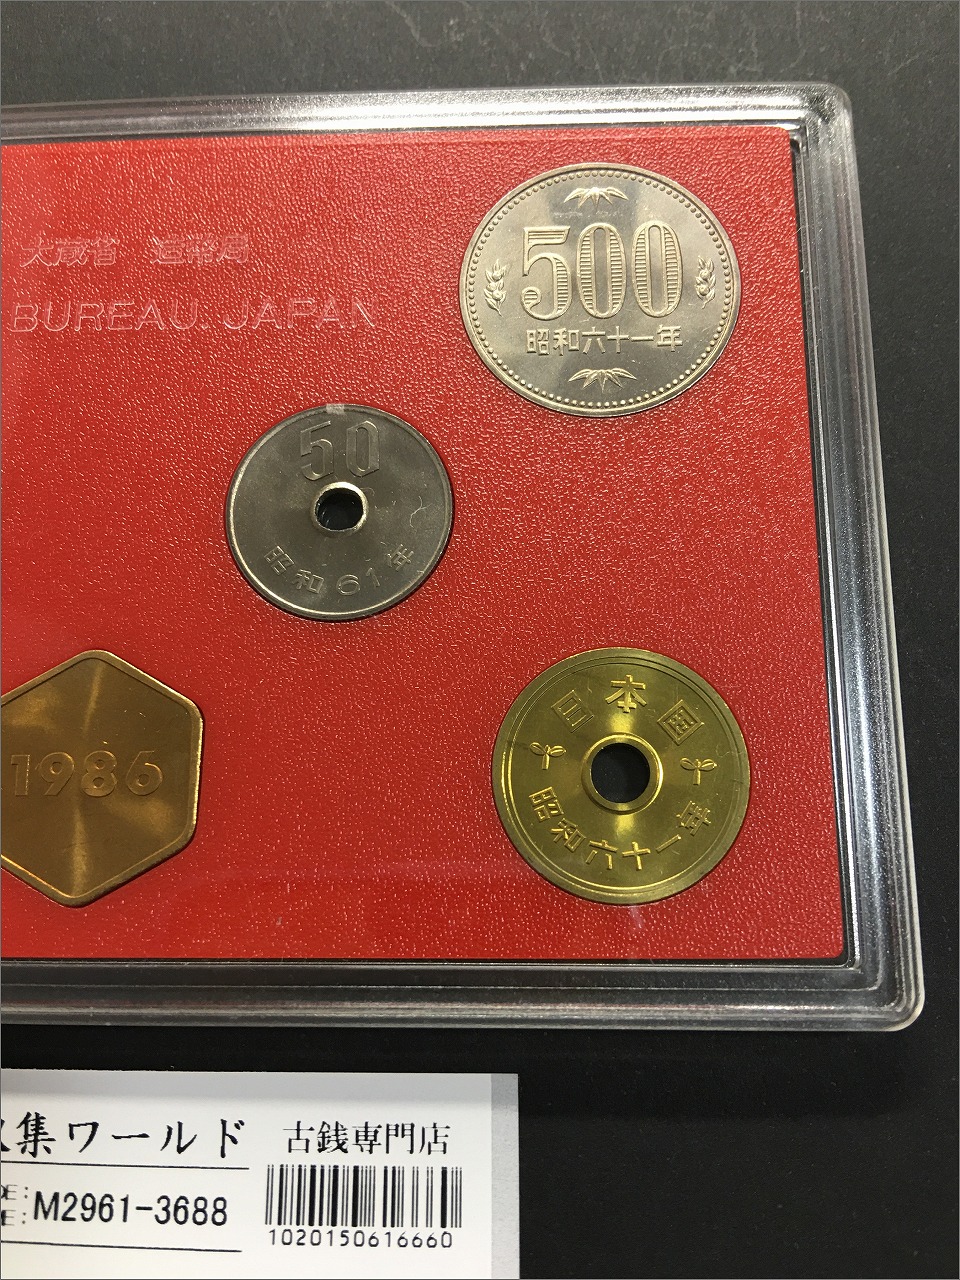 大蔵省 造幣局
BUREAU, JAPAN
500
昭和六十一年
50
昭和61年
1986
日本国
昭和六十一年
集ワールド 古銭専門店
M2961-3688
1020150616660